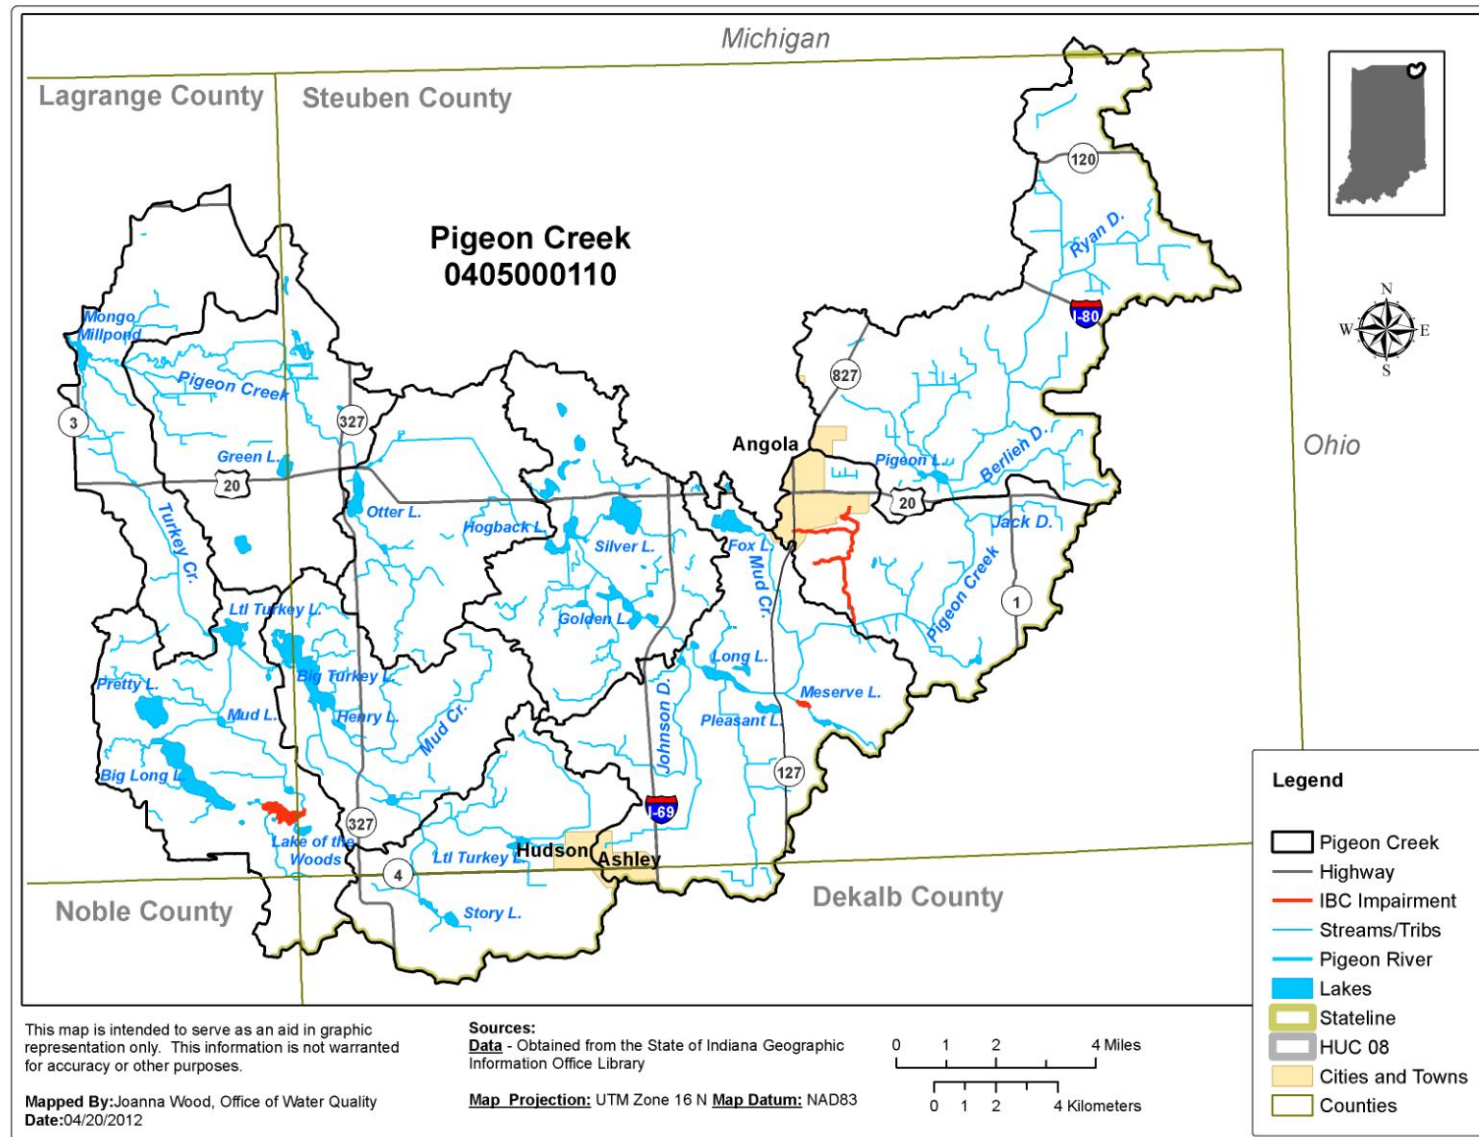 Michigan
Lagrange County
Steuben County
Pigeon Creek
0405000110
120
Ryan D.
I-80
N
W
E
S
Mongo
Millpond
Pigeon Creek
3
327
827
Angola
Ohio
Green L.
20
Otter L.
Hogback L.
Silver L.
Fox L.
Pigeon L.
Berlien D.
20
Jack D.
Turkey Cr.
Mud Cr.
Pigeon Creek
1
Ltl Turkey L.
Golden L.
Big Turkey L.
Long L.
Pretty L.
Mud L.
Henry L.
Mud Cr.
Johnson D.
Meserve L.
Pleasant L.
Big Long L.
127
I-69
327
Lake of the
Woods
Ltl Turkey L.
Hudson
Ashley
4
Noble County
Story L.
Dekalb County
Legend
Pigeon Creek
Highway
IBC Impairment
Streams/Tribs
Pigeon River
Lakes
Stateline
HUC 08
Cities and Towns
Counties
This map is intended to serve as an aid in graphic
representation only. This information is not warranted
for accuracy or other purposes.
Mapped By:Joanna Wood, Office of Water Quality
Date:04/20/2012
Sources:
Data - Obtained from the State of Indiana Geographic
Information Office Library
Map Projection: UTM Zone 16 N Map Datum: NAD83
0 1 2 4 Miles
0 1 2 4 Kilometers